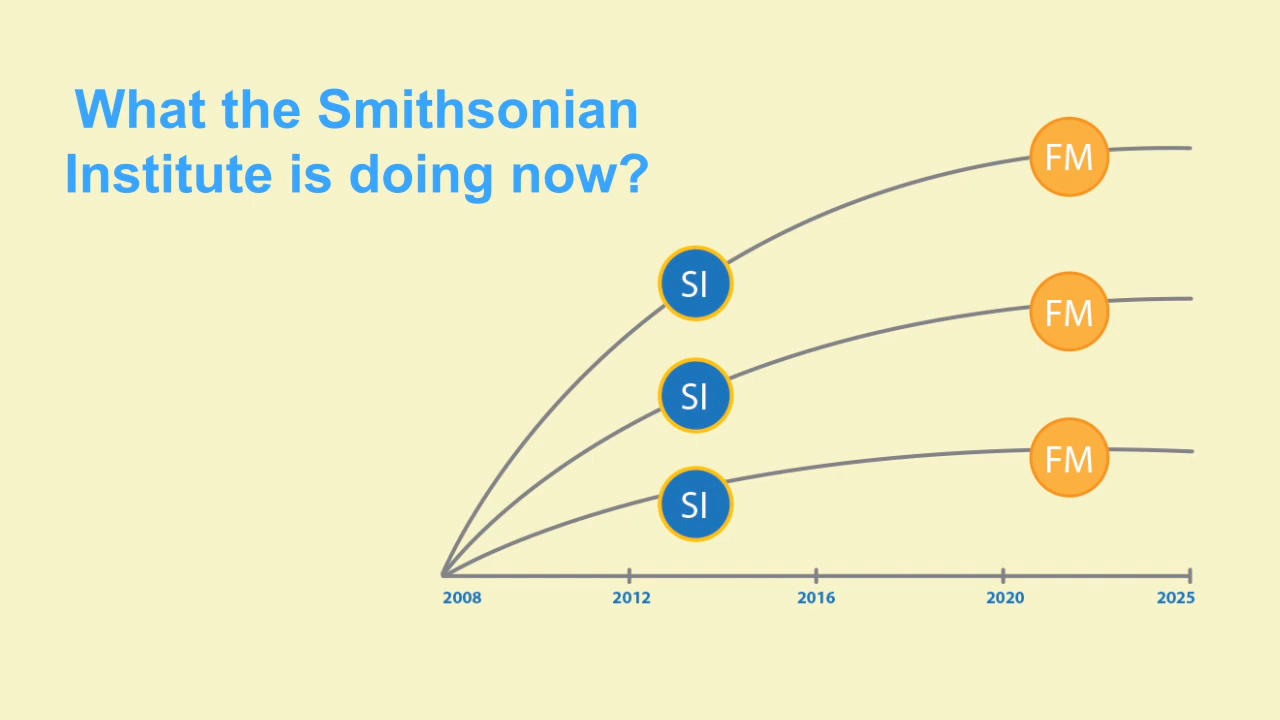 What the Smithsonian
Institute is doing now?
FM
SI
FM
SI
FM
SI
2008 2012 2016 2020 2025